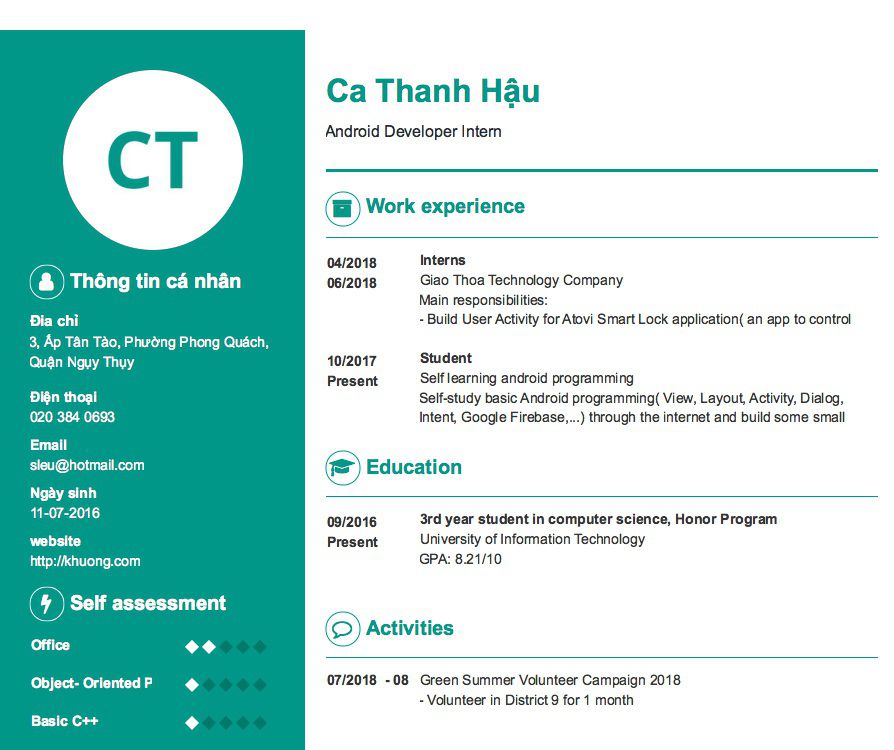 CT
Thông tin cá nhân
Địa chỉ
3, Ấp Tân Tào, Phường Phong Quách,
Quận Ngụy Thụy
Điện thoại
020 384 0693
Email
sleu@hotmail.com
Ngày sinh
11-07-2016
website
http://khuong.com
Self assessment
Office
Object- Oriented P
Basic C++
Ca Thanh Hậu
Android Developer Intern
Work experience
04/2018
06/2018
Interns
Giao Thoa Technology Company
Main responsibilities:
- Build User Activity for Atovi Smart Lock application( an app to control
10/2017
Present
Student
Self learning android programming
Self-study basic Android programming( View, Layout, Activity, Dialog,
Intent, Google Firebase,...) through the internet and build some small
Education
09/2016
Present
3rd year student in computer science, Honor Program
University of Information Technology
GPA: 8.21/10
Activities
07/2018 - 08
Green Summer Volunteer Campaign 2018
- Volunteer in District 9 for 1 month